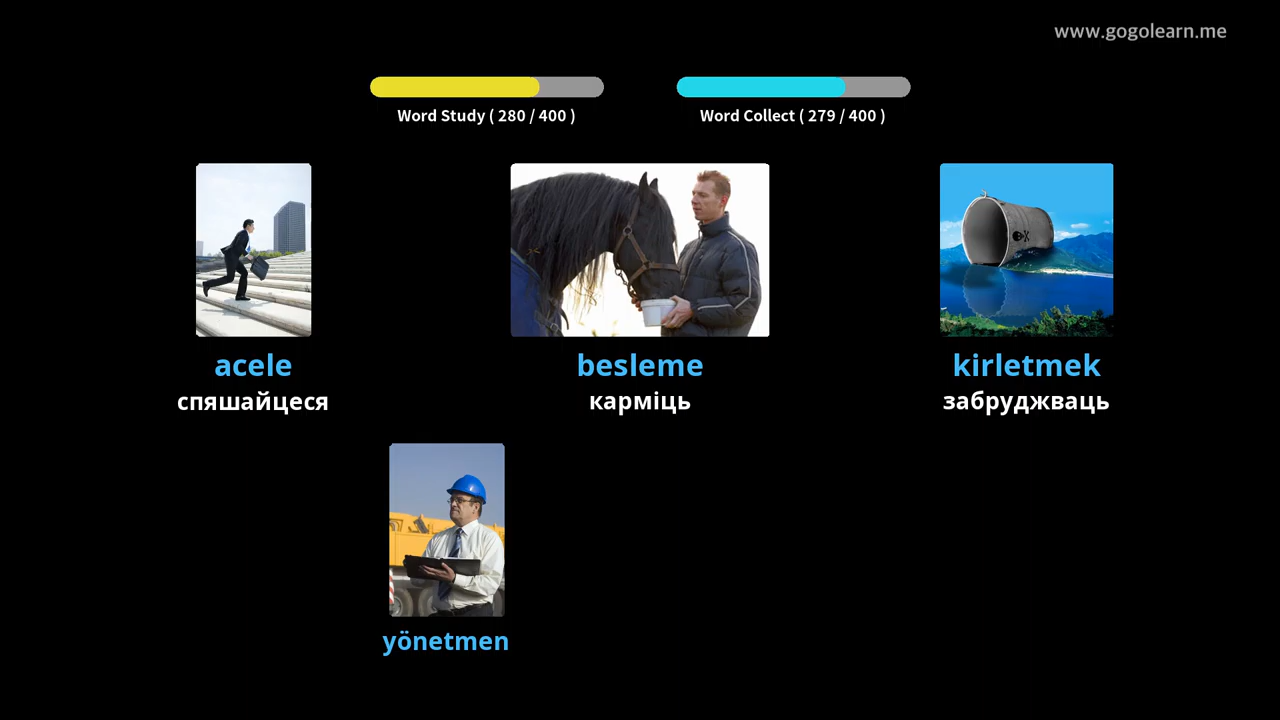 www.gogolearn.me
Word Study ( 280 / 400 )
Word Collect ( 279 / 400 )
acele
besleme
kirletmek
спяшайцеся
карміць
забруджваць
yönetmen